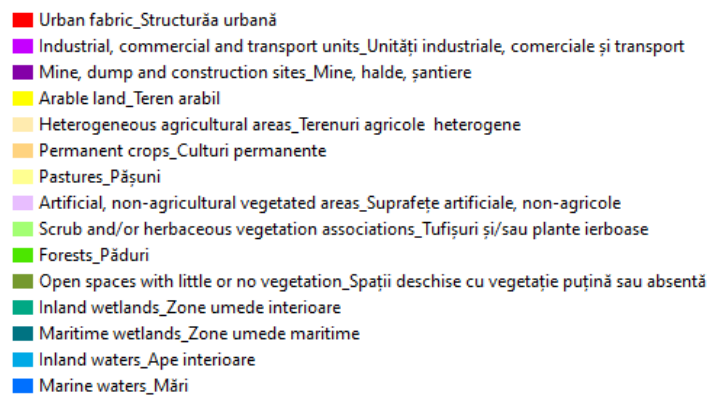 Urban fabric_Structurăa urbană
Industrial, commercial and transport units_Unități industriale, comerciale și transport
Mine, dump and construction sites_Mine, halde, șantiere
Arable land_Teren arabil
Heterogeneous agricultural areas_Terenuri agricole  heterogene
Permanent crops_Culturi permanente
Pastures_Pășuni
Artificial, non-agricultural vegetated areas_Suprafețe artificiale, non-agricole
Scrub and/or herbaceous vegetation associations_Tufișuri și/sau plante ierboase
Forests_Păduri
Open spaces with little or no vegetation_Spații deschise cu vegetație puțină sau absentă
Inland wetlands_Zone umede interioare
Maritime wetlands_Zone umede maritime
Inland waters_Ape interioare
Marine waters_Mări